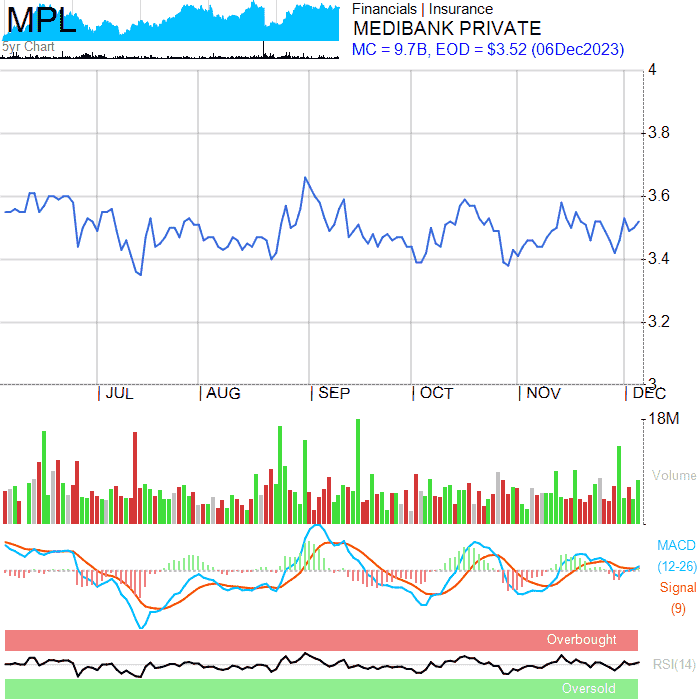 MPL
5yr Chart
Financials | Insurance
MEDIBANK PRIVATE
MC = 9.7B, EOD = $3.52 (06Dec2023)
4
3.8
3.6
3.4
3.2
3
| JUL | AUG | SEP | OCT | NOV | DEC
18M
Volume
MACD
(12-26)
Signal
(9)
Overbought
RSI(14)
Oversold